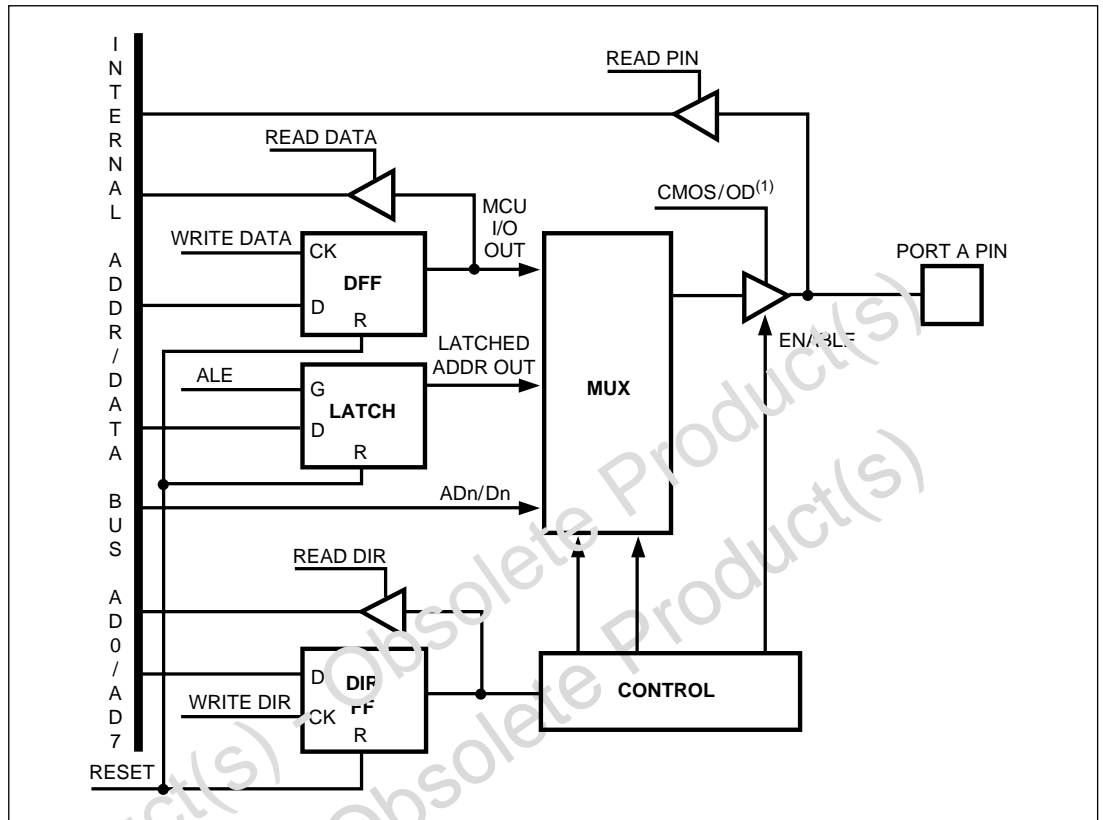 INTERNAL ADDR/DATA BUS AD0/AD7
READ PIN
READ DATA
CMOS/OD(1)
MCU
I/O
OUT
WRITE DATA
CK
DFF
D
R
PORT A PIN
ENABLE
LATCHED
ADDR OUT
ALE
G
LATCH
D
R
MUX
ADn/Dn
READ DIR
D
DIR
FF
CK
R
WRITE DIR
CONTROL
RESET
Obsolete Product(s)
uct(s) - Obsolete Product(s)